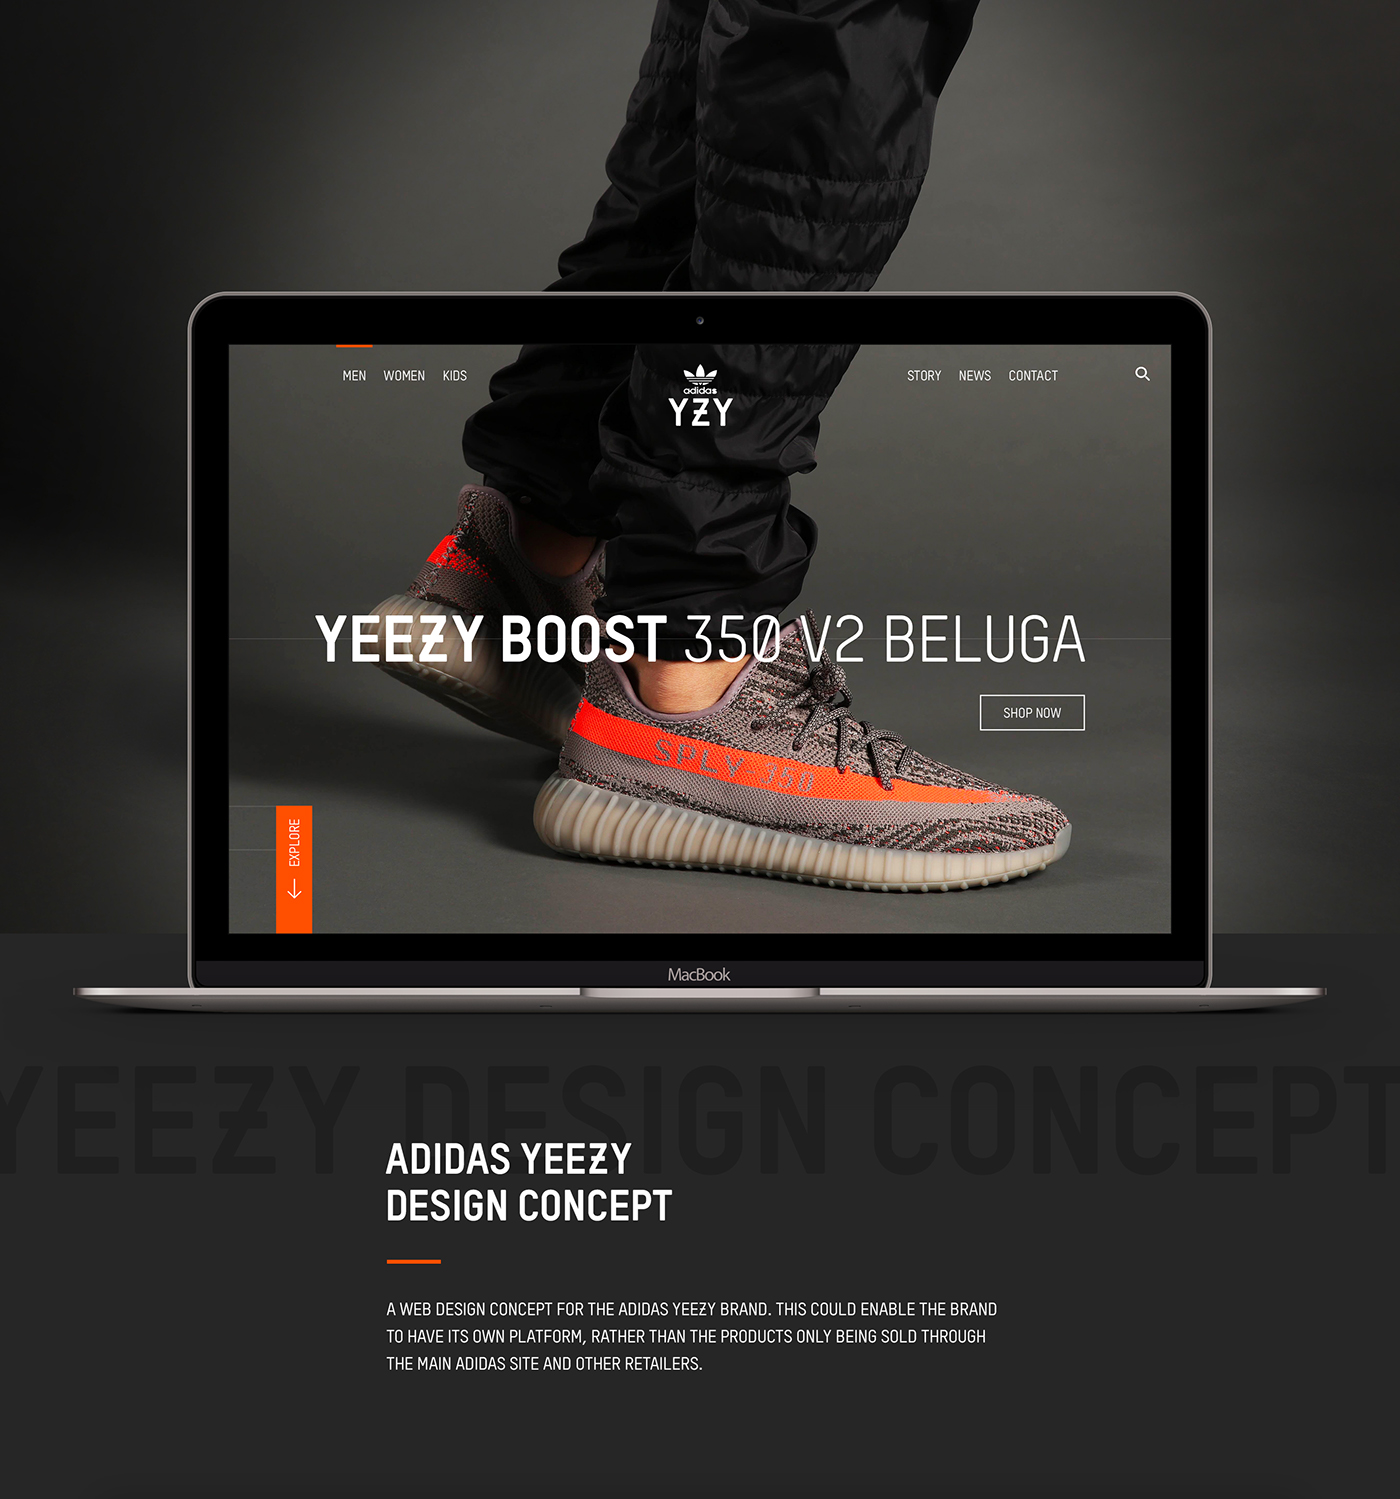 MEN WOMEN KIDS
adidas
YZY
STORY NEWS CONTACT
YEEZY BOOST 350 V2 BELUGA
SHOP NOW
SPLY-350
EXPLORE
MacBook
YEEZY DESIGN CONCEPT
ADIDAS YEEZY
DESIGN CONCEPT
A WEB DESIGN CONCEPT FOR THE ADIDAS YEEZY BRAND. THIS COULD ENABLE THE BRAND
TO HAVE ITS OWN PLATFORM, RATHER THAN THE PRODUCTS ONLY BEING SOLD THROUGH
THE MAIN ADIDAS SITE AND OTHER RETAILERS.